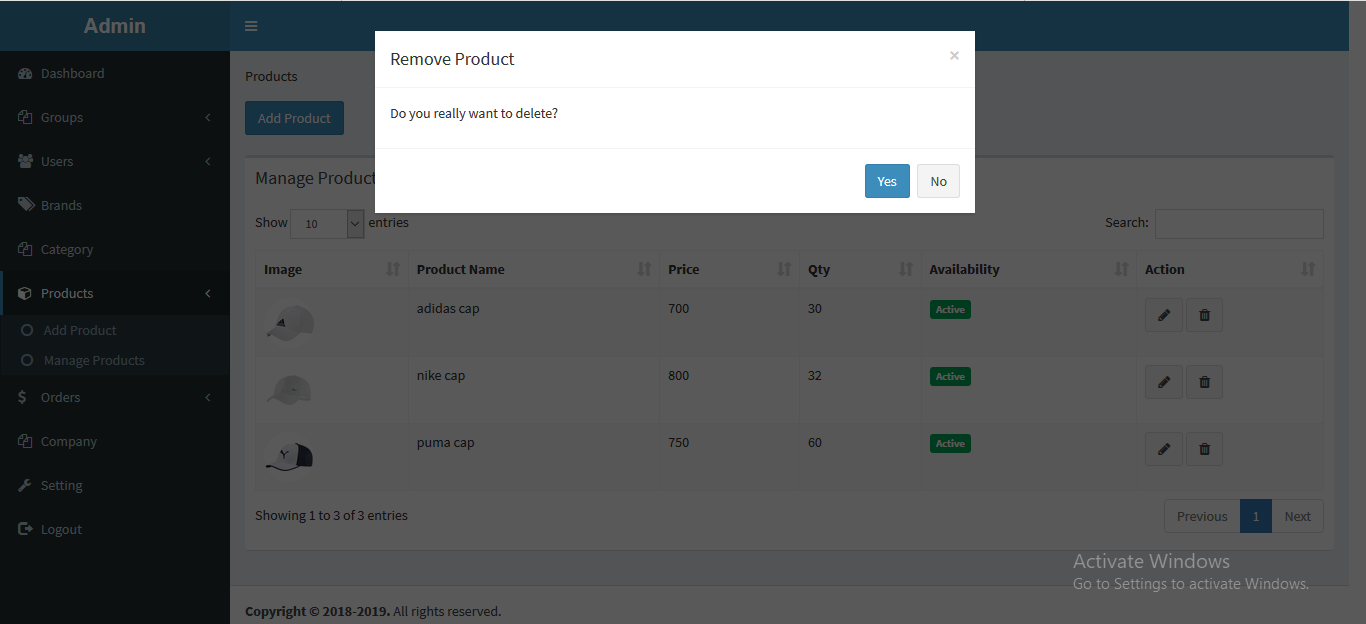 Admin
Remove Product
×
Dashboard
Products
Do you really want to delete?
Groups
Add Product
Users
Manage Product
Yes No
Brands
Show 10 entries Search:
Category
Image Product Name Price Qty Availability Action
Products
adidas cap 700 30 Active
Add Product
Manage Products
nike cap 800 32 Active
$ Orders
Company
puma cap 750 60 Active
Setting
Showing 1 to 3 of 3 entries Previous 1 Next
Logout
Activate Windows
Go to Settings to activate Windows.
Copyright © 2018-2019. All rights reserved.